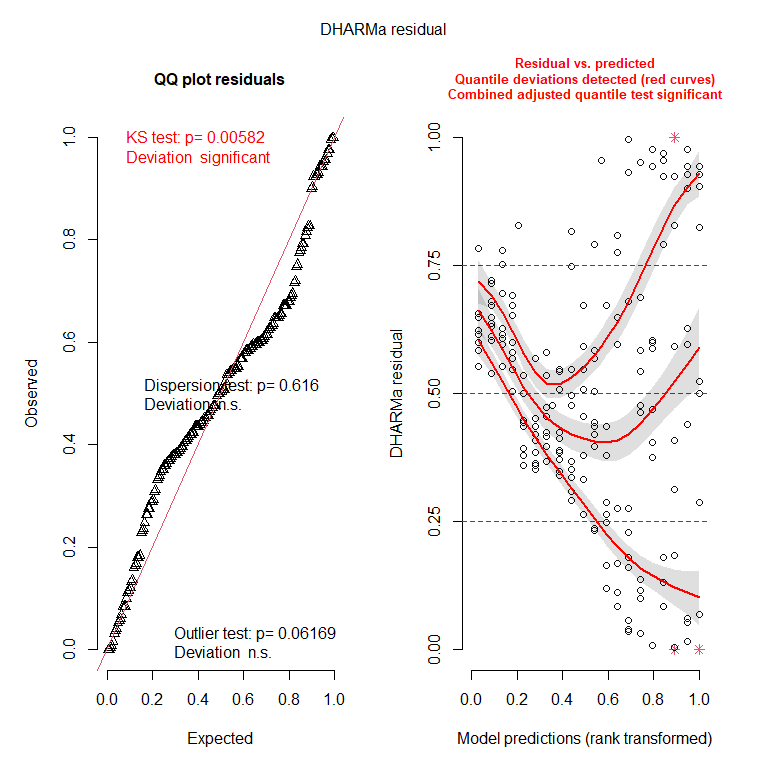 DHARMa residual
QQ plot residuals
KS test: p= 0.00582
Deviation significant
Dispersion test: p= 0.616
Deviation n.s.
Outlier test: p= 0.06169
Deviation n.s.
Observed
0.0 0.2 0.4 0.6 0.8 1.0
0.0 0.2 0.4 0.6 0.8 1.0
Expected
Residual vs. predicted
Quantile deviations detected (red curves)
Combined adjusted quantile test significant
DHARMa residual
0.00 0.25 0.50 0.75 1.00
0.0 0.2 0.4 0.6 0.8 1.0
Model predictions (rank transformed)